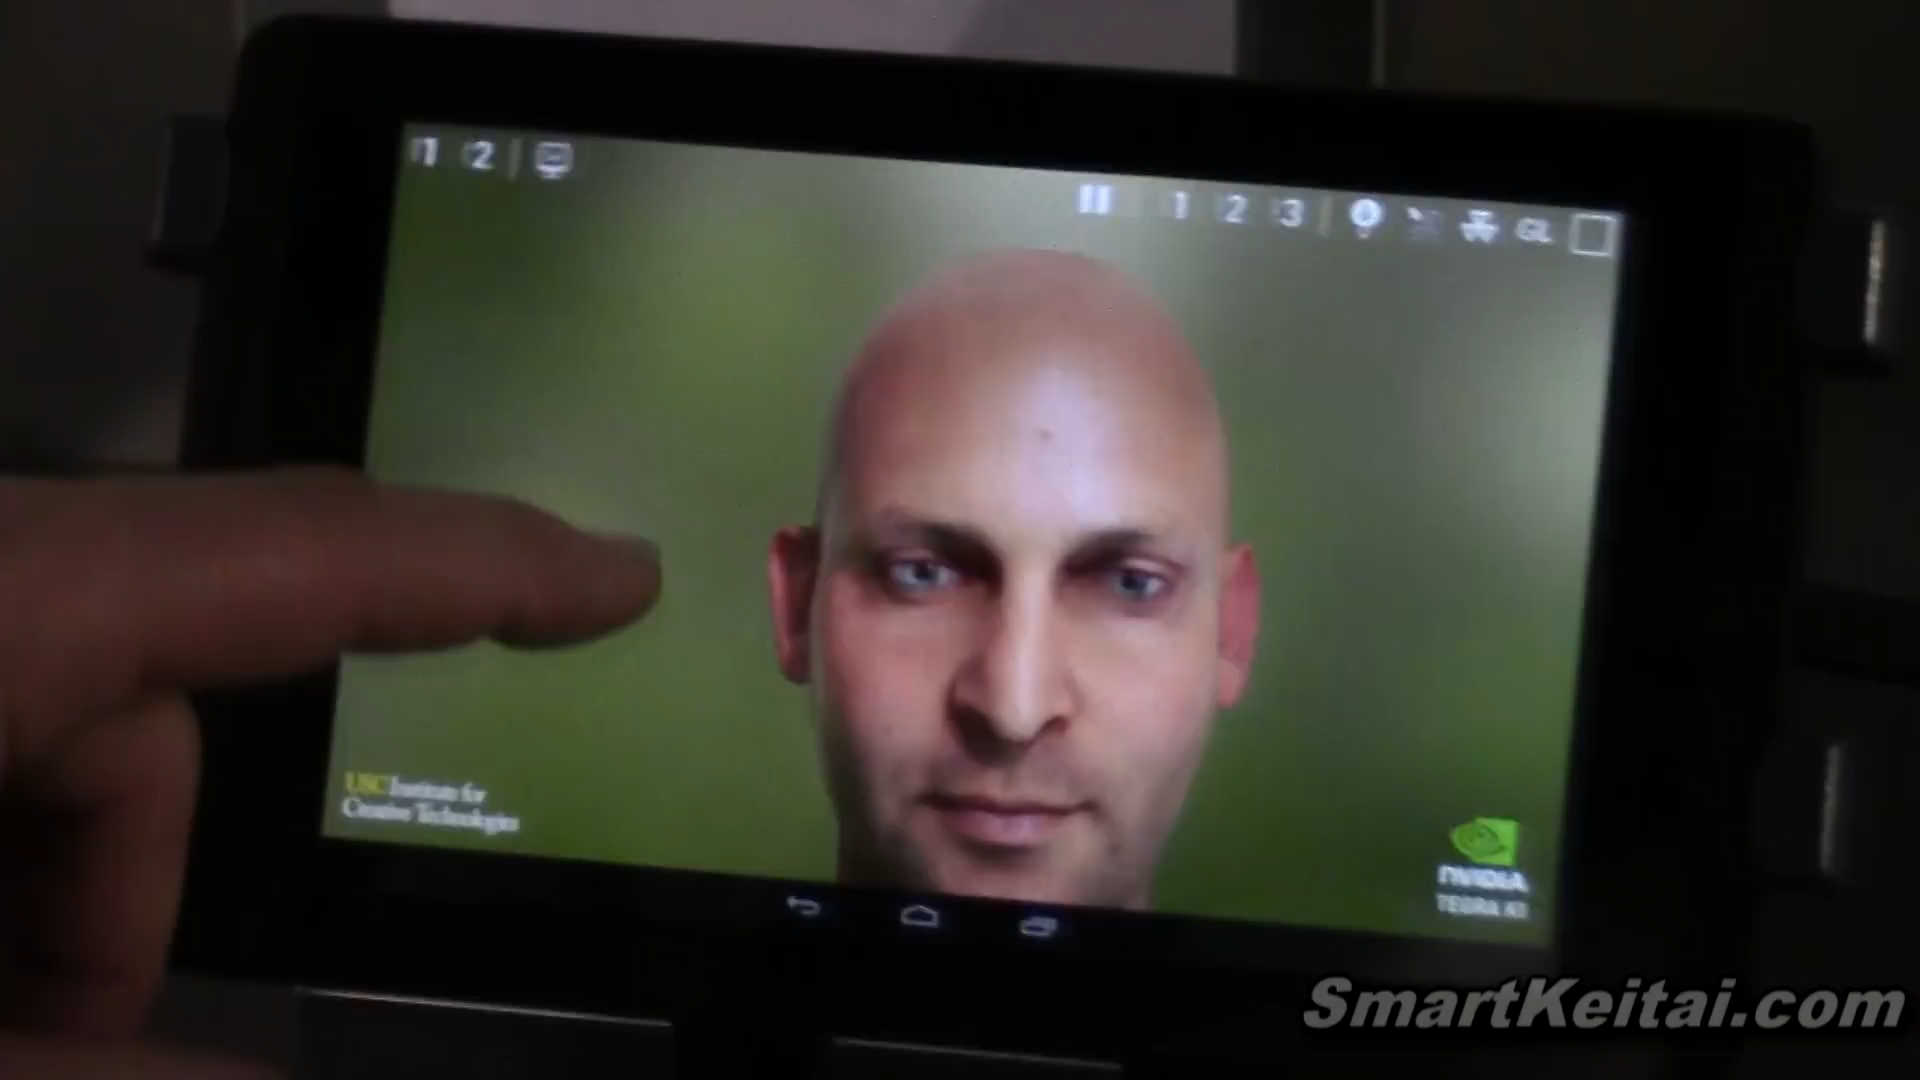 1 2
1 2 3 GL
USC Institute for
Creative Technologies
NVIDIA
TEGRA K1
SmartKeitai.com